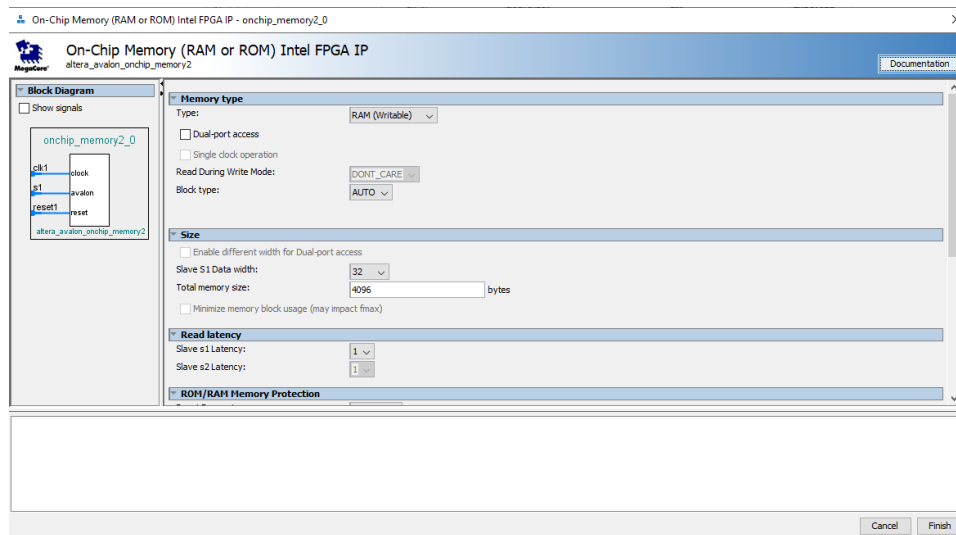 On-Chip Memory (RAM or ROM) Intel FPGA IP - onchip_memory2_0
On-Chip Memory (RAM or ROM) Intel FPGA IP
altera_avalon_onchip_memory2
MegaCore®
Documentation
Block Diagram
Show signals
onchip_memory2_0
clk1
clock
s1
avalon
reset1
reset
altera_avalon_onchip_memory2
Memory type
Type: RAM (Writable)
Dual-port access
Single clock operation
Read During Write Mode: DONT_CARE
Block type: AUTO
Size
Enable different width for Dual-port access
Slave S1 Data width: 32
Total memory size: 4096 bytes
Minimize memory block usage (may impact fmax)
Read latency
Slave s1 Latency: 1
Slave s2 Latency: 1
ROM/RAM Memory Protection
Cancel Finish